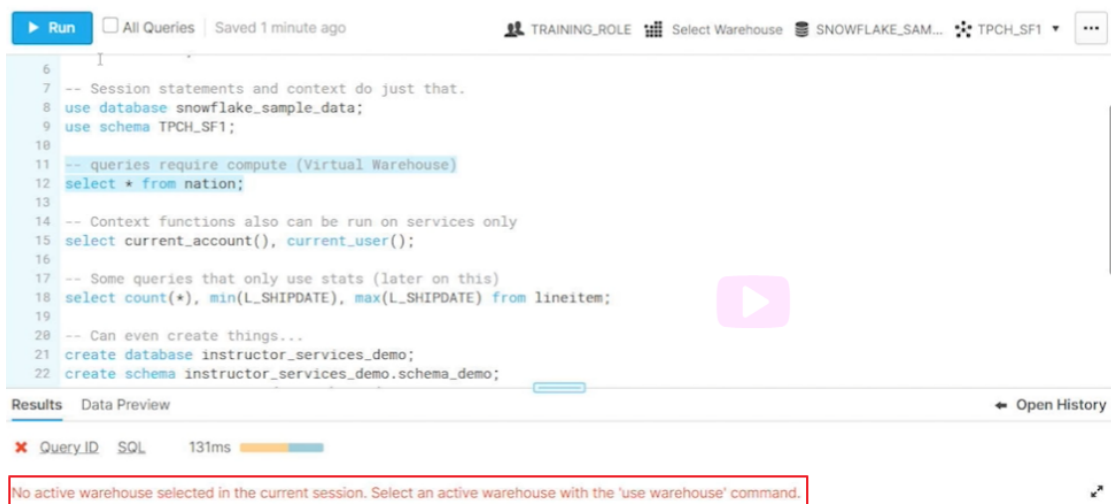 Run All Queries Saved 1 minute ago TRAINING_ROLE Select Warehouse SNOWFLAKE_SAM... TPCH_SF1 ...
6
7 -- Session statements and context do just that.
8 use database snowflake_sample_data;
9 use schema TPCH_SF1;
10
11 -- queries require compute (Virtual Warehouse)
12 select * from nation;
13
14 -- Context functions also can be run on services only
15 select current_account(), current_user();
16
17 -- Some queries that only use stats (later on this)
18 select count(*), min(L_SHIPDATE), max(L_SHIPDATE) from lineitem;
19
20 -- Can even create things...
21 create database instructor_services_demo;
22 create schema instructor_services_demo.schema_demo;
Results Data Preview Open History
Query ID SQL 131ms
No active warehouse selected in the current session. Select an active warehouse with the 'use warehouse' command.